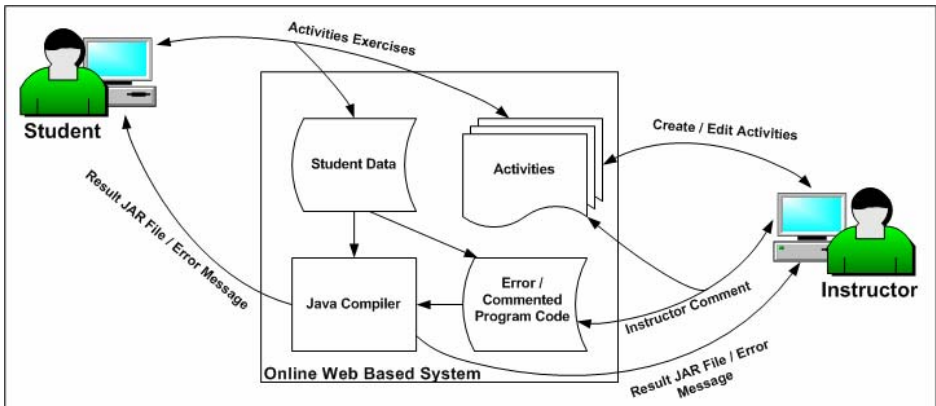 Activities Exercises
Student
Create / Edit Activities
Student Data
Activities
Result JAR File / Error Message
Java Compiler
Error /
Commented
Program Code
Instructor Comment
Instructor
Result JAR File / Error
Message
Online Web Based System